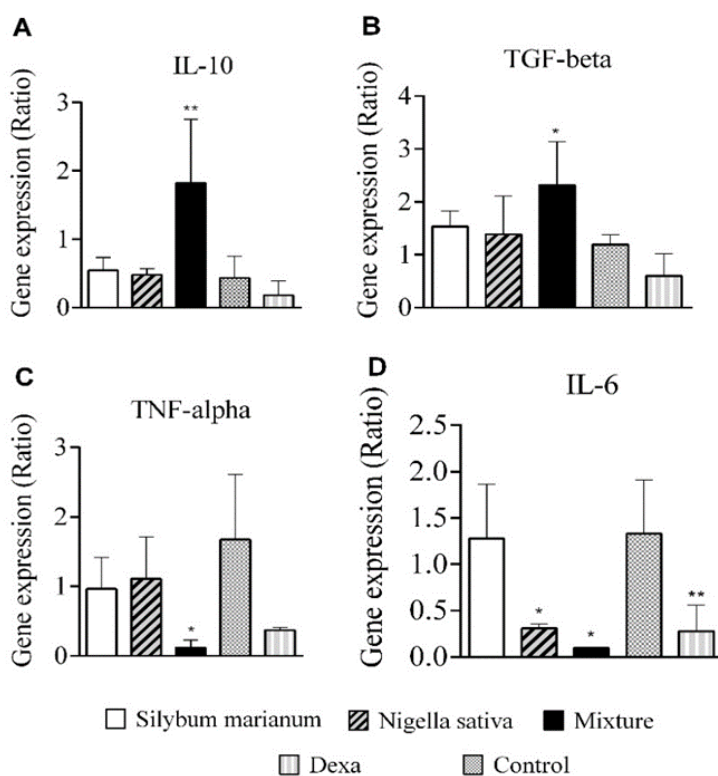 A
IL-10
Gene expression (Ratio)
3
2
1
0
**
B
TGF-beta
Gene expression (Ratio)
4
3
2
1
0
*
C
TNF-alpha
Gene expression (Ratio)
3
2
1
0
*
D
IL-6
Gene expression (Ratio)
2.5
2.0
1.5
1.0
0.5
0.0
*
*
**
Silybum marianum Nigella sativa Mixture
Dexa Control